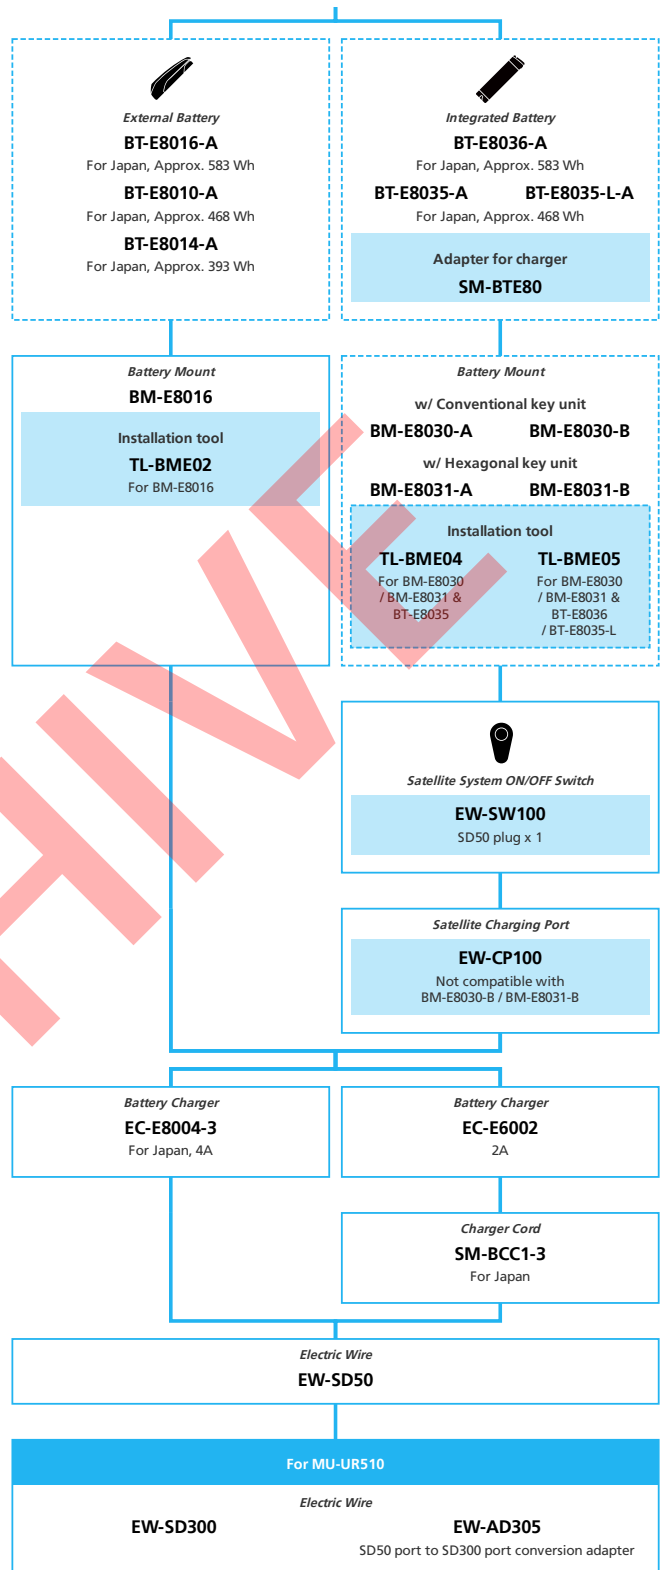 External Battery
BT-E8016-A
For Japan, Approx. 583 Wh
BT-E8010-A
For Japan, Approx. 468 Wh
BT-E8014-A
For Japan, Approx. 393 Wh
Integrated Battery
BT-E8036-A
For Japan, Approx. 583 Wh
BT-E8035-A BT-E8035-L-A
For Japan, Approx. 468 Wh
Adapter for charger
SM-BTE80
Battery Mount
BM-E8016
Installation tool
TL-BME02
For BM-E8016
Battery Mount
w/ Conventional key unit
BM-E8030-A BM-E8030-B
w/ Hexagonal key unit
BM-E8031-A BM-E8031-B
Installation tool
TL-BME04
For BM-E8030
/ BM-E8031 &
BT-E8035
TL-BME05
For BM-E8030
/ BM-E8031 &
BT-E8036
/ BT-E8035-L
Satellite System ON/OFF Switch
EW-SW100
SD50 plug x 1
Satellite Charging Port
EW-CP100
Not compatible with
BM-E8030-B / BM-E8031-B
Battery Charger
EC-E8004-3
For Japan, 4A
Battery Charger
EC-E6002
2A
Charger Cord
SM-BCC1-3
For Japan
Electric Wire
EW-SD50
For MU-UR510
Electric Wire
EW-SD300
EW-AD305
SD50 port to SD300 port conversion adapter
HIVE